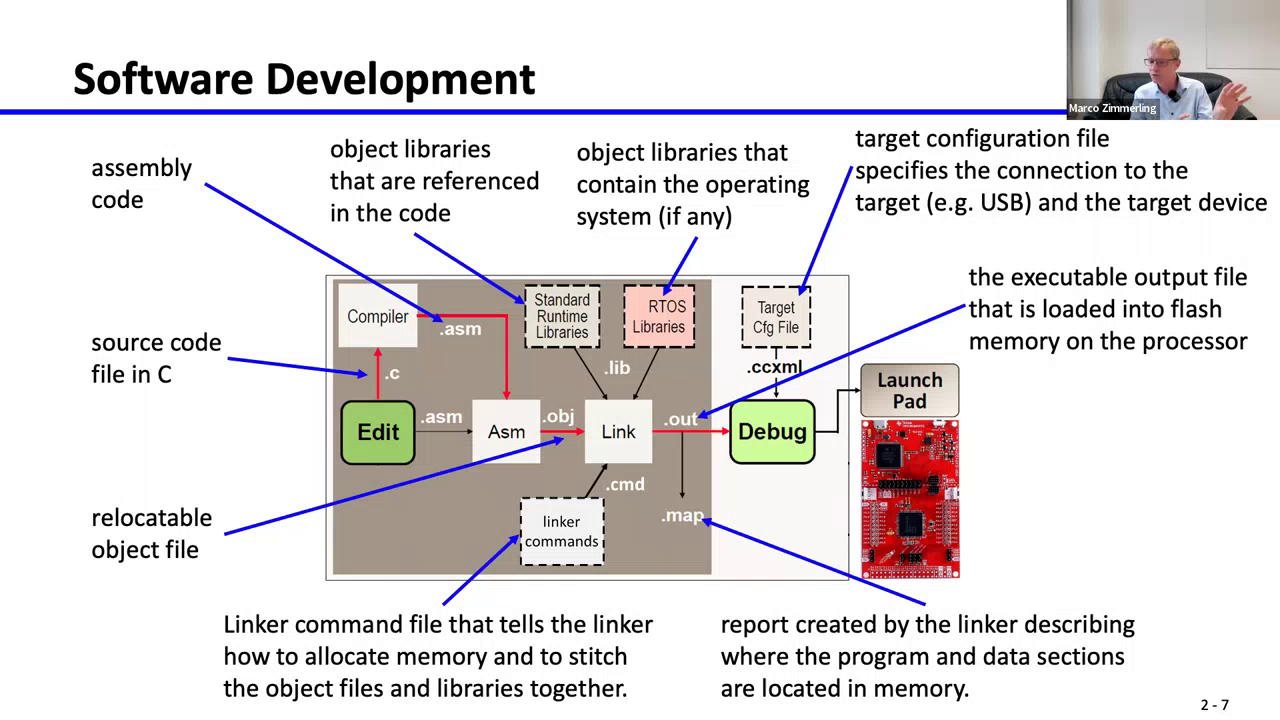 Software Development
Marco Zimmerling
assembly
code
object libraries
that are referenced
in the code
object libraries that
contain the operating
system (if any)
target configuration file
specifies the connection to the
target (e.g. USB) and the target device
the executable output file
that is loaded into flash
memory on the processor
source code
file in C
Compiler
.asm
Standard
Runtime
Libraries
RTOS
Libraries
Target
Cfg File
.c
.lib
.ccxml
Launch
Pad
Edit
.asm
Asm
.obj
Link
.out
Debug
.cmd
.map
linker
commands
relocatable
object file
Linker command file that tells the linker
how to allocate memory and to stitch
the object files and libraries together.
report created by the linker describing
where the program and data sections
are located in memory.
2 - 7